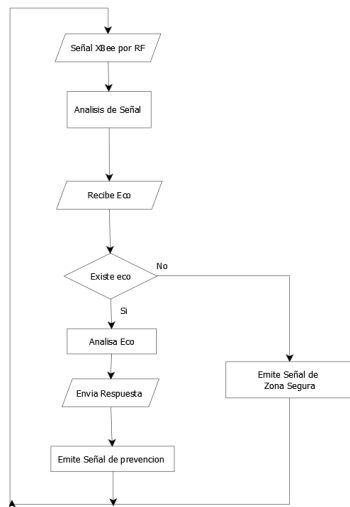 Señal XBee por RF
Analisis de Señal
Recibe Eco
Existe eco
No
Si
Analisa Eco
Envia Respuesta
Emite Señal de
Zona Segura
Emite Señal de prevencion